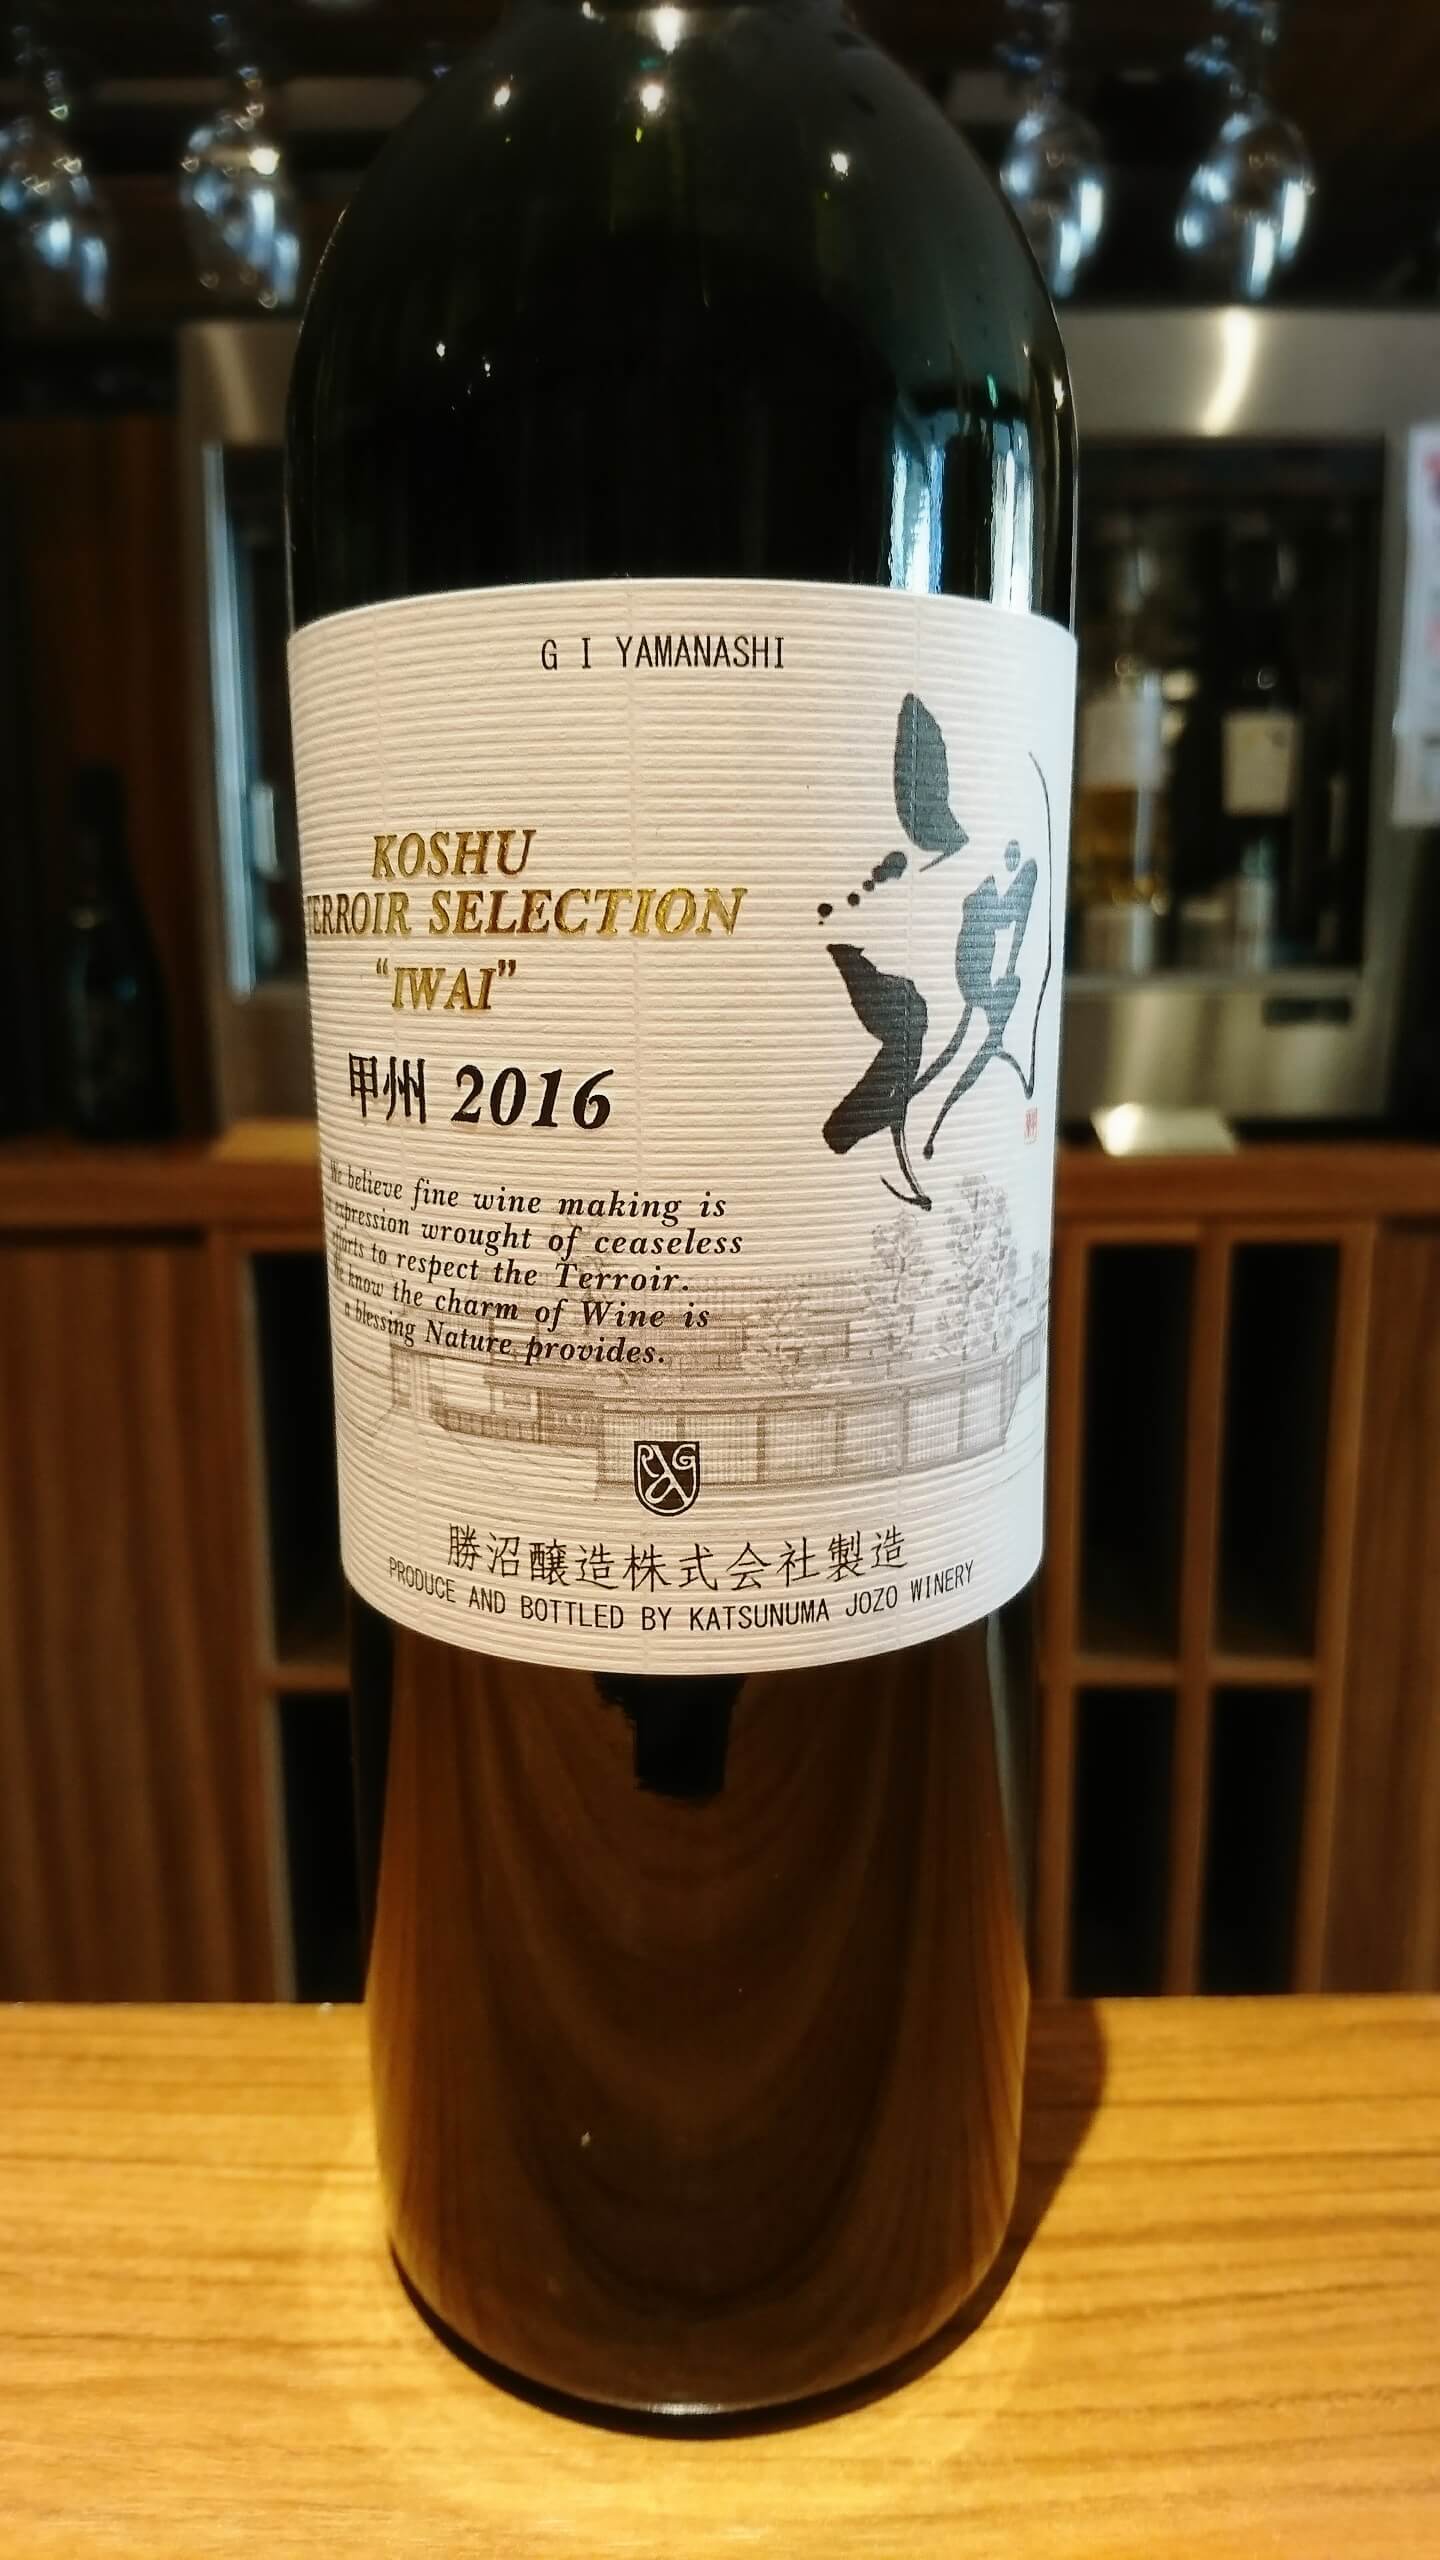 G I YAMANASHI
KOSHU
TERROIR SELECTION
"IWAI"
甲州 2016
We believe fine wine making is
expression wrought of ceaseless
efforts to respect the Terroir.
We know the charm of Wine is
a blessing Nature provides.
勝沼醸造株式会社製造
PRODUCE AND BOTTLED BY KATSUNUMA JOZO WINERY